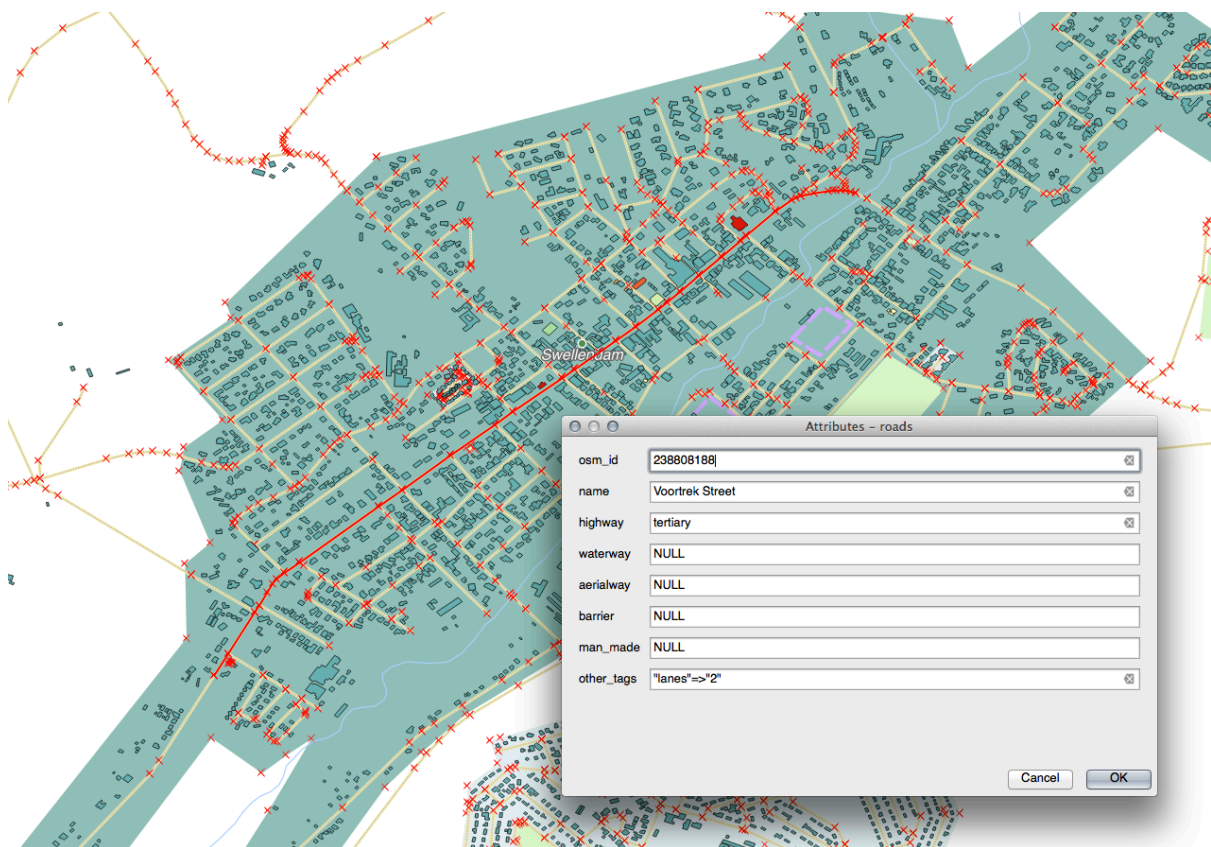 Swellendam
Attributes – roads
osm_id 238808188
name Voortrek Street
highway tertiary
waterway NULL
aerialway NULL
barrier NULL
man_made NULL
other_tags "lanes"=>"2"
Cancel OK